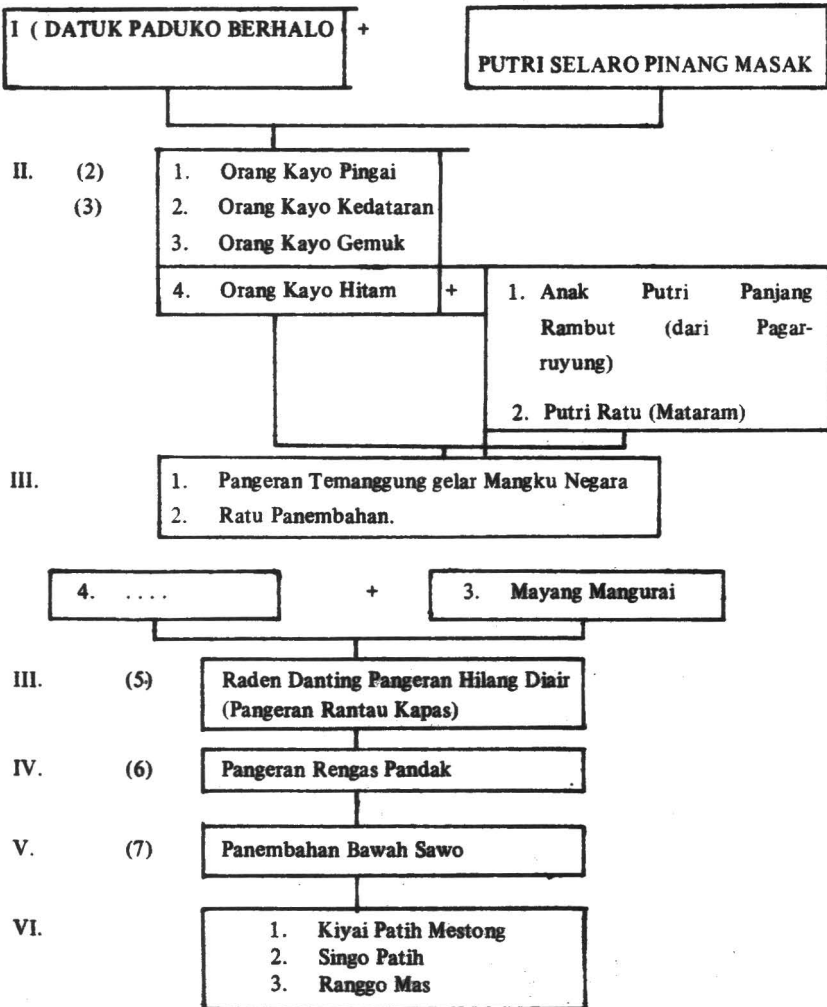 I ( DATUK PADUKO BERHALO +
PUTRI SELARO PINANG MASAK
II. (2) 1. Orang Kayo Pingai
(3) 2. Orang Kayo Kedataran
3. Orang Kayo Gemuk
4. Orang Kayo Hitam +
1. Anak Putri Panjang
Rambut (dari Pagar-
ruyung)
2. Putri Ratu (Mataram)
III. 1. Pangeran Temanggung gelar Mangku Negara
2. Ratu Panembahan.
4. .... + 3. Mayang Mangurai
III. (5) Raden Danting Pangeran Hilang Diair
(Pangeran Rantau Kapas)
IV. (6) Pangeran Rengas Pandak
V. (7) Panembahan Bawah Sawo
VI. 1. Kiyai Patih Mestong
2. Singo Patih
3. Ranggo Mas